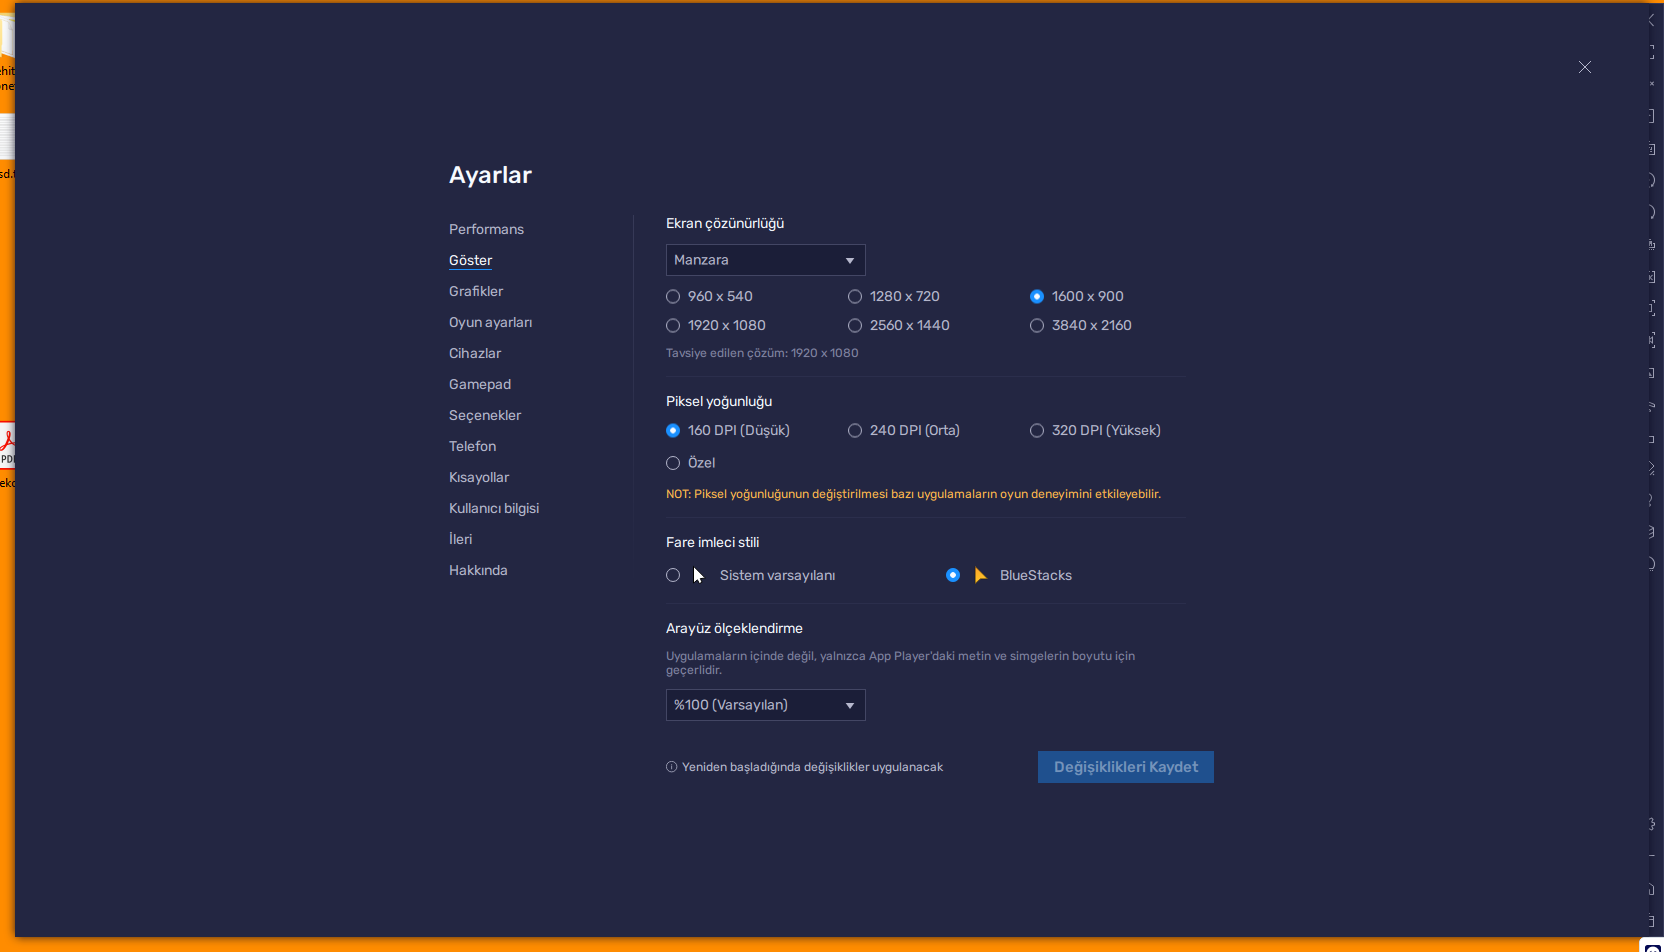 Ayarlar
Performans
Göster
Grafikler
Oyun ayarları
Cihazlar
Gamepad
Seçenekler
Telefon
Kısayollar
Kullanıcı bilgisi
İleri
Hakkında
Ekran çözünürlüğü
Manzara
960 x 540 1280 x 720 1600 x 900
1920 x 1080 2560 x 1440 3840 x 2160
Tavsiye edilen çözüm: 1920 x 1080
Piksel yoğunluğu
160 DPI (Düşük) 240 DPI (Orta) 320 DPI (Yüksek)
Özel
NOT: Piksel yoğunluğunun değiştirilmesi bazı uygulamaların oyun deneyimini etkileyebilir.
Fare imleci stili
Sistem varsayılanı BlueStacks
Arayüz ölçeklendirme
Uygulamaların içinde değil, yalnızca App Player'daki metin ve simgelerin boyutu için
geçerlidir.
%100 (Varsayılan)
Yeniden başladığında değişiklikler uygulanacak
Değişiklikleri Kaydet